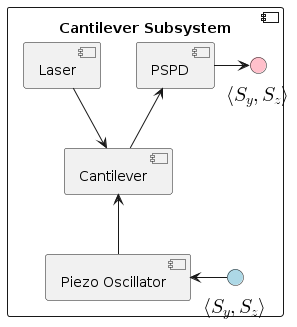 Cantilever Subsystem
Laser
PSPD
⟨S_y, S_z⟩
Cantilever
Piezo Oscillator
⟨S_y, S_z⟩